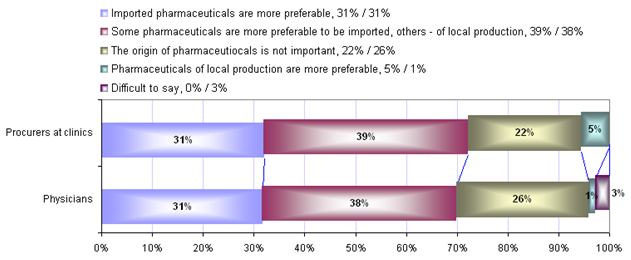 Imported pharmaceuticals are more preferable, 31% / 31%
Some pharmaceuticals are more preferable to be imported, others - of local production, 39% / 38%
The origin of pharmaceutiocals is not important, 22% / 26%
Pharmaceuticals of local production are more preferable, 5% / 1%
Difficult to say, 0% / 3%
Procurers at clinics
31%
39%
22%
5%
Physicians
31%
38%
26%
1%
3%
0% 10% 20% 30% 40% 50% 60% 70% 80% 90% 100%